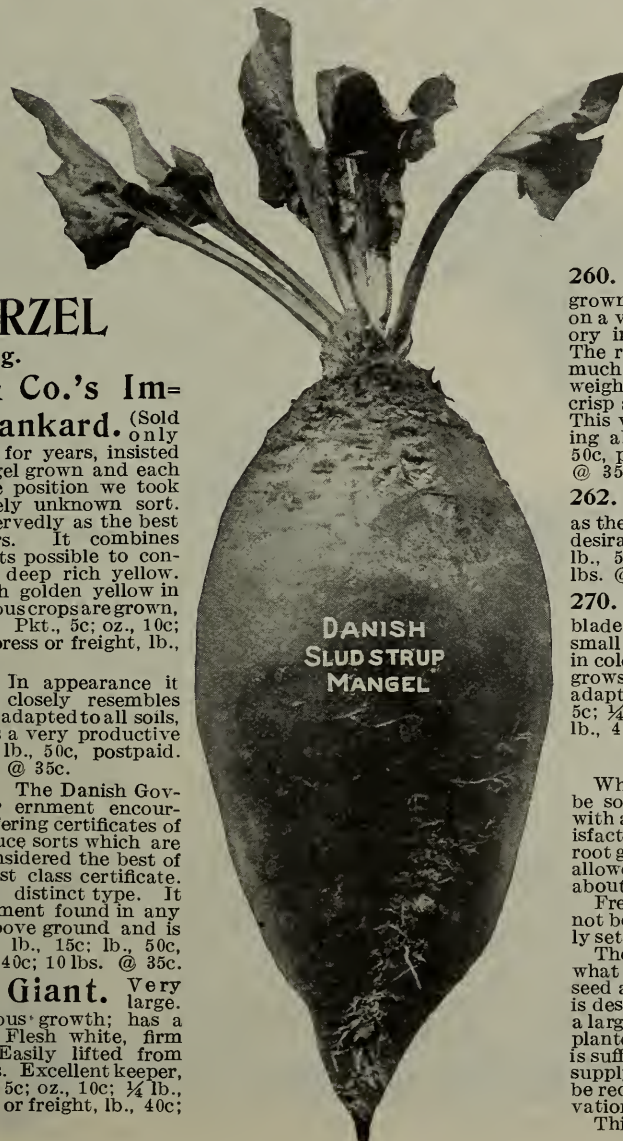 RZEL
g.
Co.'s Im=
ankard. (Sold only
for years, insisted
gel grown and each
position we took
ely unknown sort.
ervedly as the best
rs. It combines
ts possible to con-
deep rich yellow.
h golden yellow in
ous crops are grown,
Pkt., 5c; oz., 10c;
press or freight, lb.,
In appearance it
closely resembles
adapted to all soils,
a very productive
lb., 50c, postpaid.
@ 35c.
The Danish Gov-
ernment encour-
fering certificates of
uce sorts which are
nsidered the best of
st class certificate.
distinct type. It
ment found in any
bove ground and is
lb., 15c; lb., 50c,
40c; 10 lbs. @ 35c.
Giant. Very large.
ous growth; has a
Flesh white, firm
Easily lifted from
s. Excellent keeper,
5c; oz., 10c; ¼ lb.,
or freight, lb., 40c;
DANISH
SLUDSTRUP
MANGEL
260.
grown
on a v
ory in
The r
much
weigh
crisp s
This v
ing al
50c, p
@ 35
262.
as the
desira
lb., 5
lbs. @
270.
blade
small
in col
grows
adapt
5c; ¼
lb., 4
Wh
be so
with a
isfact
root g
allow
about
Fre
not be
ly set
The
what
seed a
is des
a larg
plante
is suff
suppl
be rec
vation
Thi